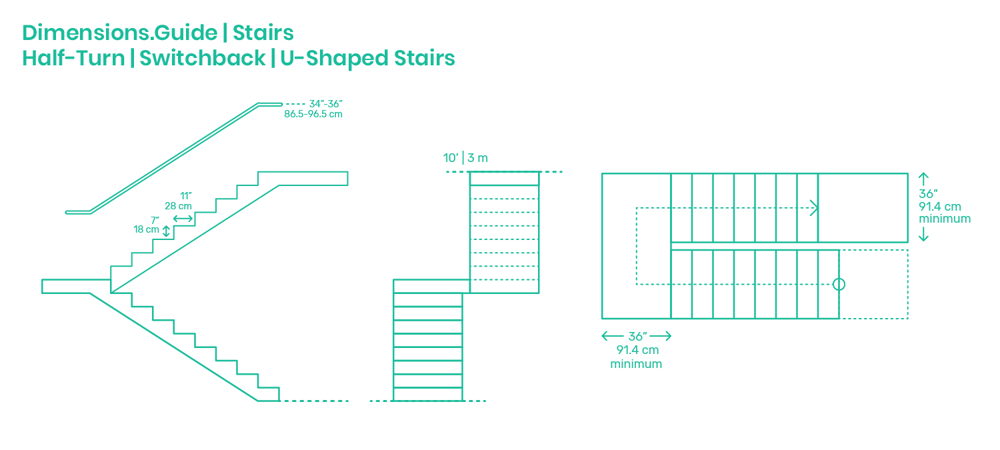 Dimensions.Guide | Stairs
Half-Turn | Switchback | U-Shaped Stairs
34"-36"
86.5-96.5 cm
11"
28 cm
7"
18 cm
10' | 3 m
36"
91.4 cm
minimum
36"
91.4 cm
minimum